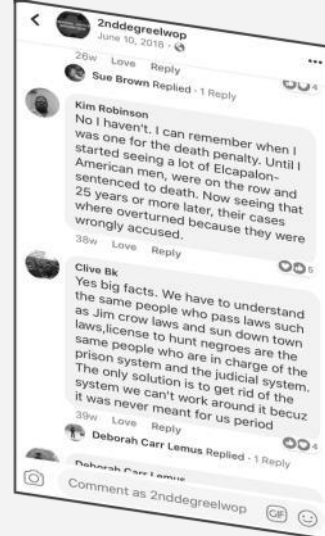 2nddegreelwop
June 10, 2018 ·
26w Love Reply
Sue Brown Replied · 1 Reply
4
Kim Robinson
No I haven't. I can remember when I
was one for the death penalty. Until I
started seeing a lot of Elcapalon-
American men, were on the row and
sentenced to death. Now seeing that
25 years or more later, their cases
where overturned because they were
wrongly accused.
38w Love Reply
5
Clive Bk
Yes big facts. We have to understand
the same people who pass laws such
as Jim crow laws and sun down town
laws,license to hunt negroes are the
same people who are in charge of the
prison system and the judicial system.
The only solution is to get rid of the
system we can't work around it becuz
it was never meant for us period
39w Love Reply
4
Deborah Carr Lemus Replied · 1 Reply
Deborah Carr Lemus
Comment as 2nddegreelwop
GIF